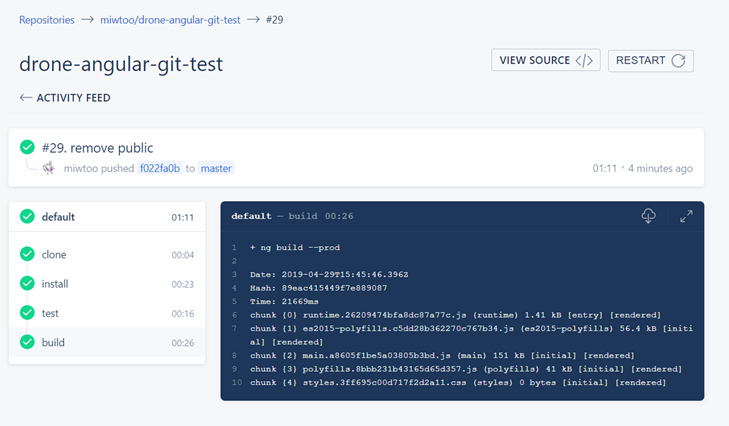 Repositories → miwtoo/drone-angular-git-test → #29
drone-angular-git-test
VIEW SOURCE </>
RESTART
← ACTIVITY FEED
#29. remove public
miwtoo pushed f022fa0b to master
01:11 • 4 minutes ago
default 01:11
clone 00:04
install 00:23
test 00:16
build 00:26
default — build 00:26
1 + ng build --prod
2
3 Date: 2019-04-29T15:45:46.396Z
4 Hash: 89eac415449f7e889087
5 Time: 21669ms
6 chunk {0} runtime.26209474bfa8dc87a77c.js (runtime) 1.41 kB [entry] [rendered]
7 chunk {1} es2015-polyfills.c5dd28b362270c767b34.js (es2015-polyfills) 56.4 kB [initi
al] [rendered]
8 chunk {2} main.a8605f1be5a03805b3bd.js (main) 151 kB [initial] [rendered]
9 chunk {3} polyfills.8bbb231b43165d65d357.js (polyfills) 41 kB [initial] [rendered]
10 chunk {4} styles.3ff695c00d717f2d2a11.css (styles) 0 bytes [initial] [rendered]